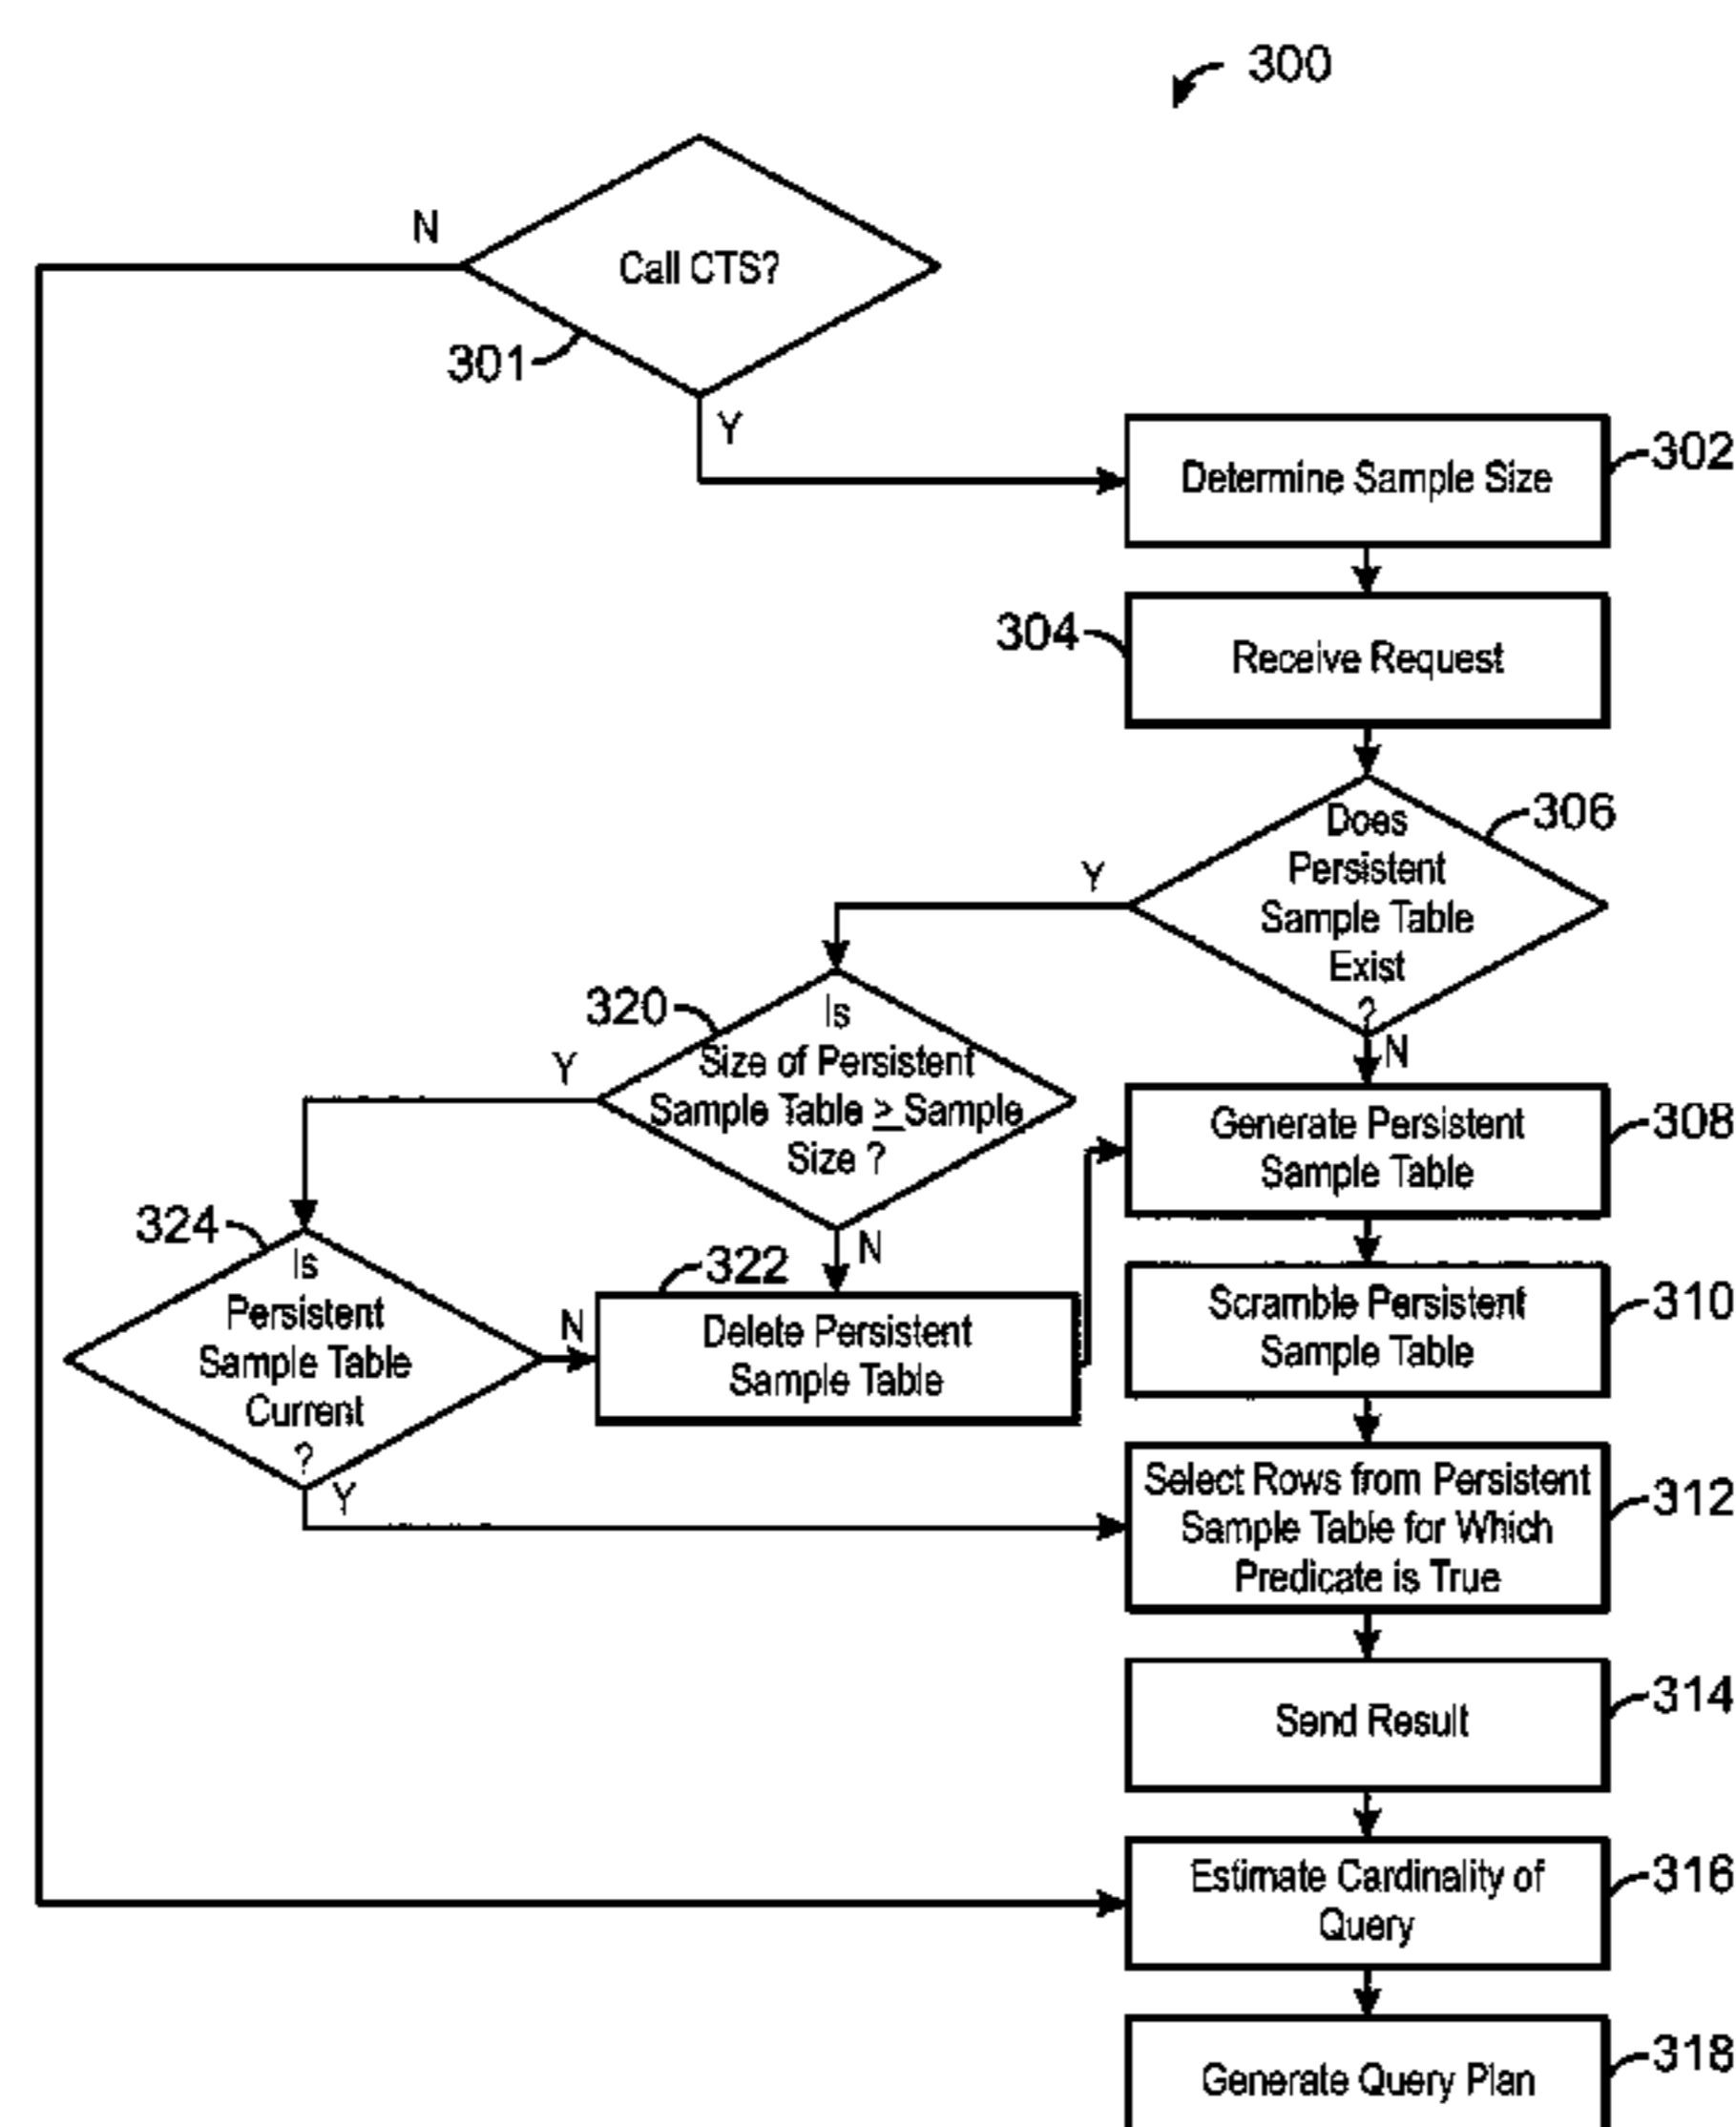 300
N
Call CTS?
301
Y
Determine Sample Size
302
304
Receive Request
306
Does
Persistent
Sample Table
Exist
?
Y
N
320
Is
Size of Persistent
Sample Table ≥ Sample
Size ?
Y
N
Generate Persistent
Sample Table
308
324
Is
Persistent
Sample Table
Current
?
N
Y
322
Delete Persistent
Sample Table
Scramble Persistent
Sample Table
310
Select Rows from Persistent
Sample Table for Which
Predicate is True
312
Send Result
314
Estimate Cardinality of
Query
316
Generate Query Plan
318